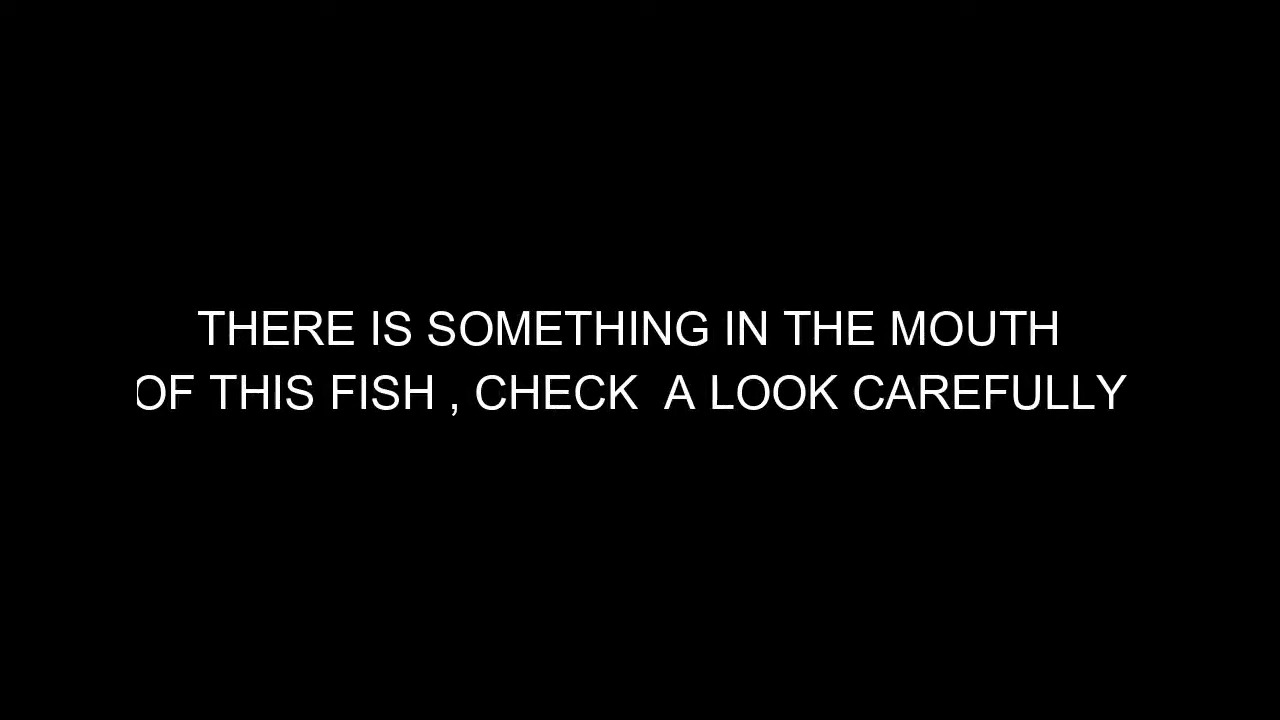 THERE IS SOMETHING IN THE MOUTH
OF THIS FISH , CHECK  A LOOK CAREFULLY